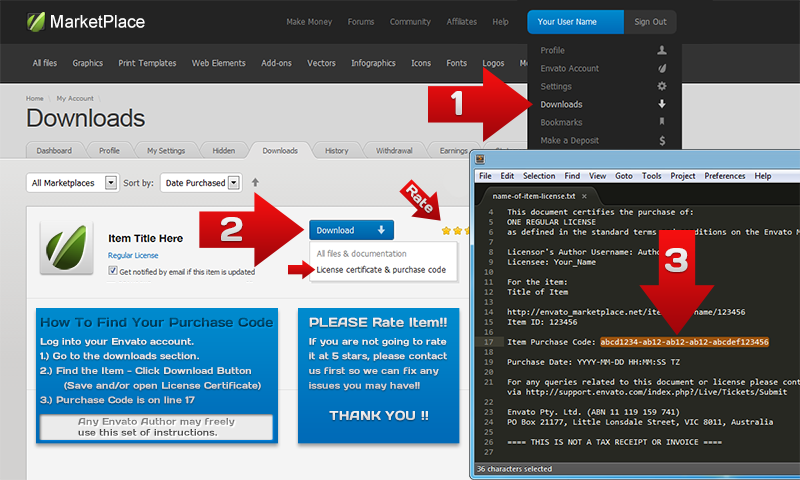 MarketPlace
Make Money Forums Community Affiliates Help
Your User Name Sign Out
All files Graphics Print Templates Web Elements Add-ons Vectors Infographics Icons Fonts Logos
Profile
Envato Account
Settings
Downloads
Bookmarks
Make a Deposit
1
Home \ My Account \
Downloads
Dashboard Profile My Settings Hidden Downloads History Withdrawal Earnings
All Marketplaces Sort by: Date Purchased
Rate
2
Item Title Here
Regular License
Get notified by email if this item is updated
Download
All files & documentation
License certificate & purchase code
How To Find Your Purchase Code
Log into your Envato account.
1.) Go to the downloads section.
2.) Find the Item - Click Download Button
(Save and/or open License Certificate)
3.) Purchase Code is on line 17
Any Envato Author may freely
use this set of instructions.
PLEASE Rate Item!!
If you are not going to rate
it at 5 stars, please contact
us first so we can fix any
issues you may have!!
THANK YOU !!
File Edit Selection Find View Goto Tools Project Preferences Help
name-of-item-license.txt ×
4 This document certifies the purchase of:
5 ONE REGULAR LICENSE
6 as defined in the standard terms and conditions on the Envato M
7
8 Licensor's Author Username: Auth
9 Licensee: Your_Name
10
11 For the item:
12 Title of Item
13
14 http://envato_marketplace.net/ite name/123456
15 Item ID: 123456
16
17 Item Purchase Code: abcd1234-ab12-ab12-ab12-abcdef123456
18
19 Purchase Date: YYYY-MM-DD HH:MM:SS TZ
20
21 For any queries related to this document or license please cont
via http://support.envato.com/index.php?/Live/Tickets/Submit
22
23 Envato Pty. Ltd. (ABN 11 119 159 741)
24 PO Box 21177, Little Lonsdale Street, VIC 8011, Australia
25
26 ==== THIS IS NOT A TAX RECEIPT OR INVOICE ====
27
3
36 characters selected